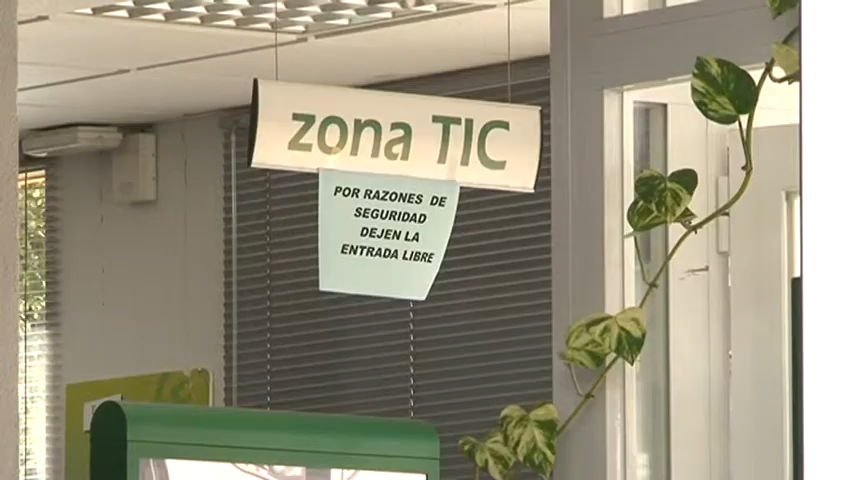 zona TIC
POR RAZONES DE
SEGURIDAD
DEJEN LA
ENTRADA LIBRE